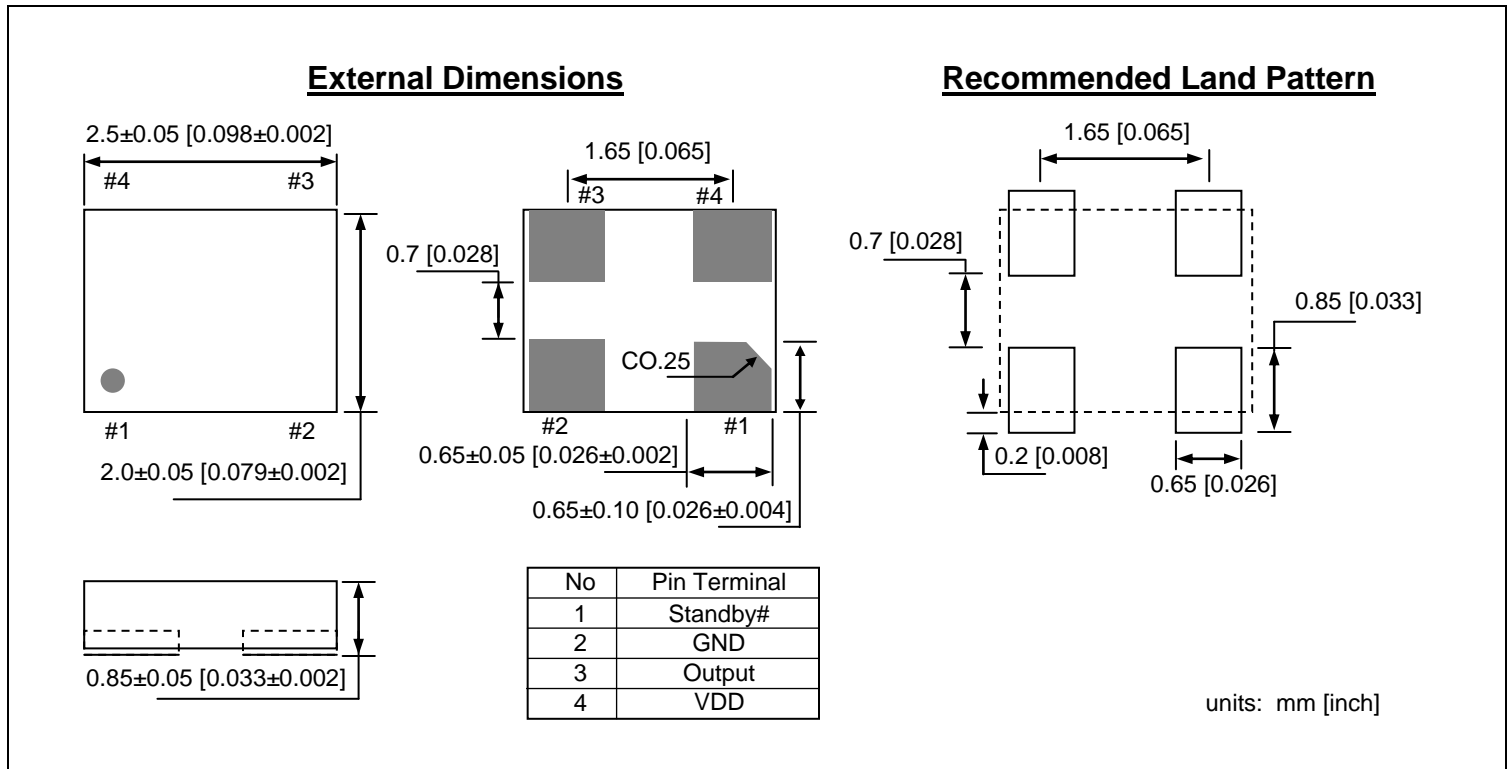 External Dimensions
2.5±0.05 [0.098±0.002]
#4 #3
#1 #2
2.0±0.05 [0.079±0.002]
1.65 [0.065]
#3 #4
0.7 [0.028]
CO.25
#2 #1
0.65±0.05 [0.026±0.002]
0.65±0.10 [0.026±0.004]
Recommended Land Pattern
1.65 [0.065]
0.7 [0.028]
0.85 [0.033]
0.2 [0.008]
0.65 [0.026]
0.85±0.05 [0.033±0.002]
No Pin Terminal
1 Standby#
2 GND
3 Output
4 VDD
units: mm [inch]